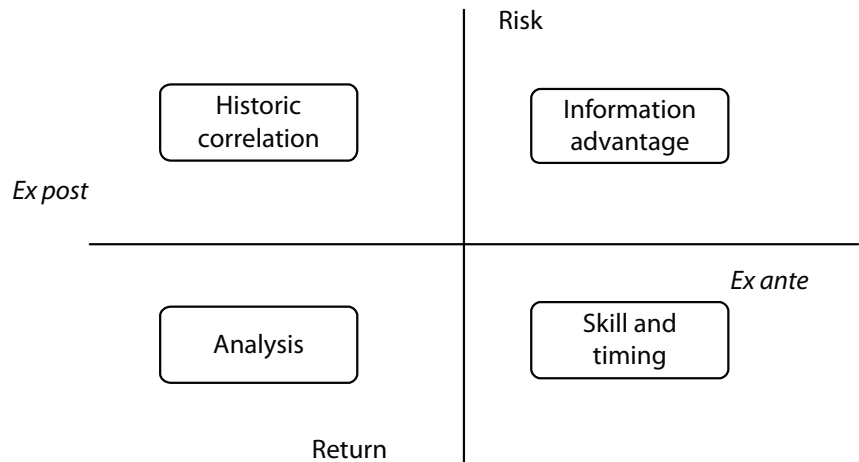 Risk
Historic
correlation
Information
advantage
Ex post
Ex ante
Analysis
Skill and
timing
Return